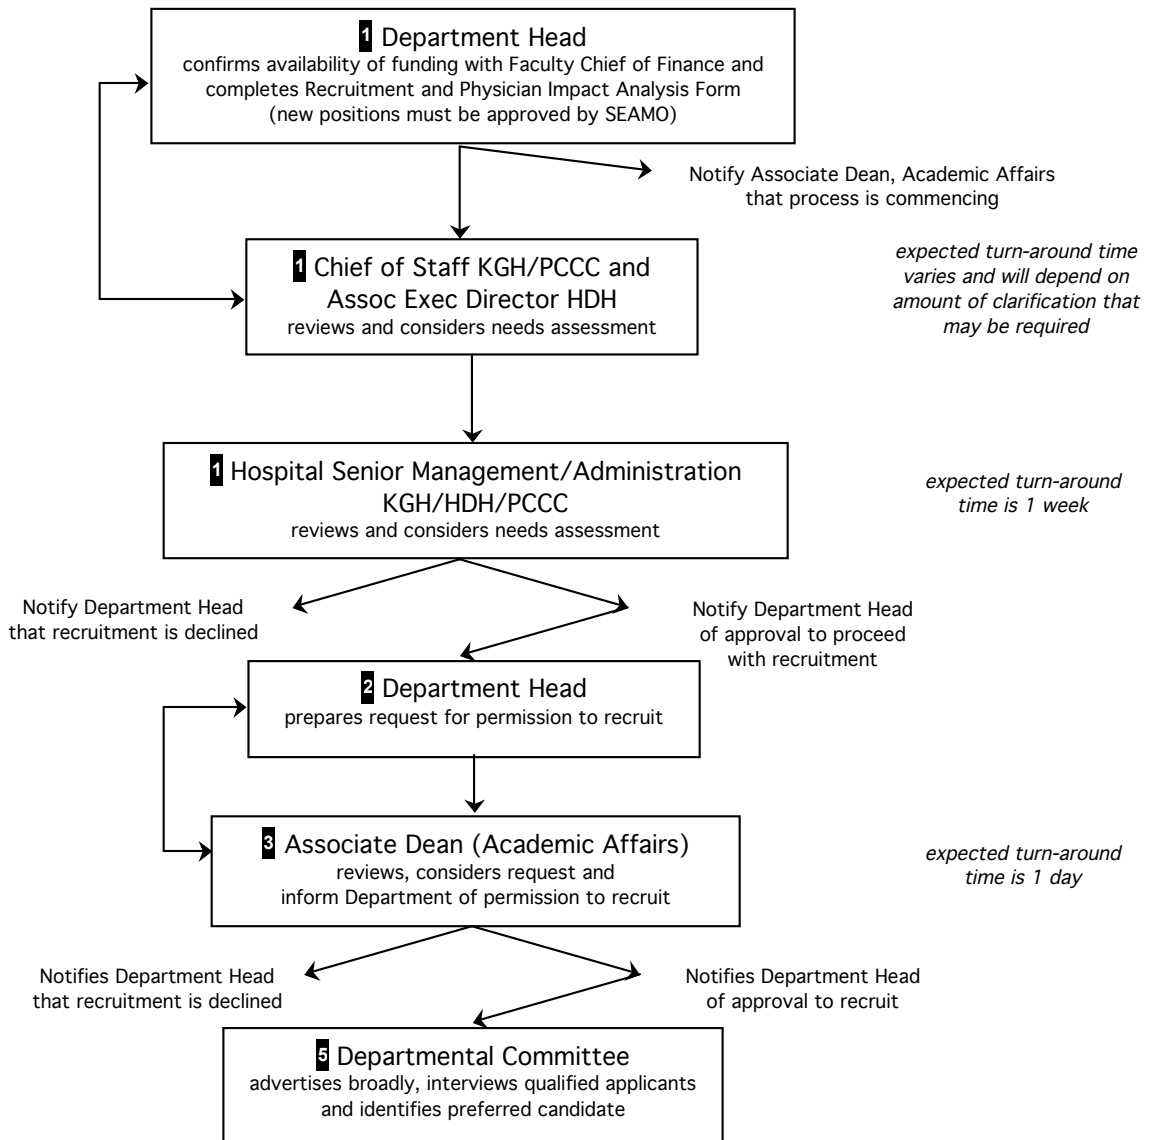 1 Department Head
confirms availability of funding with Faculty Chief of Finance and
completes Recruitment and Physician Impact Analysis Form
(new positions must be approved by SEAMO)
Notify Associate Dean, Academic Affairs
that process is commencing
1 Chief of Staff KGH/PCCC and
Assoc Exec Director HDH
reviews and considers needs assessment
expected turn-around time
varies and will depend on
amount of clarification that
may be required
1 Hospital Senior Management/Administration
KGH/HDH/PCCC
reviews and considers needs assessment
expected turn-around
time is 1 week
Notify Department Head
that recruitment is declined
Notify Department Head
of approval to proceed
with recruitment
2 Department Head
prepares request for permission to recruit
3 Associate Dean (Academic Affairs)
reviews, considers request and
inform Department of permission to recruit
expected turn-around
time is 1 day
Notifies Department Head
that recruitment is declined
Notifies Department Head
of approval to recruit
5 Departmental Committee
advertises broadly, interviews qualified applicants
and identifies preferred candidate